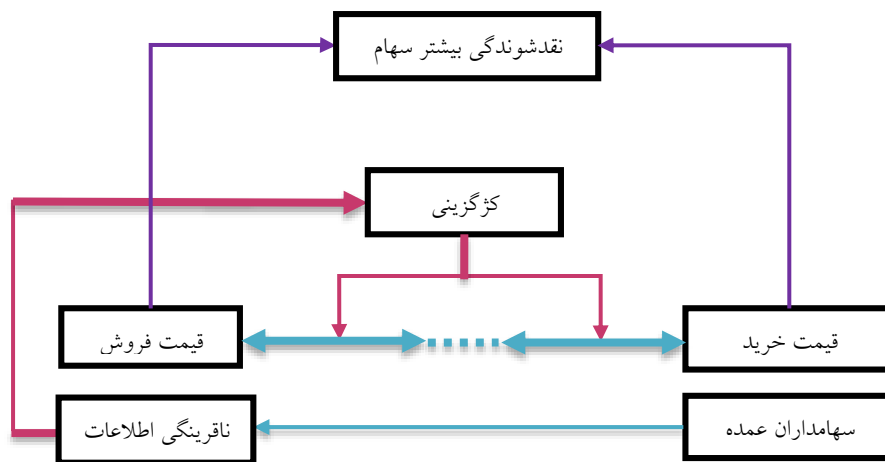 نقدشوندگی بیشتر سهام
کژگزینی
قیمت خرید
قیمت فروش
سهامداران عمده
ناقرینگی اطلاعات